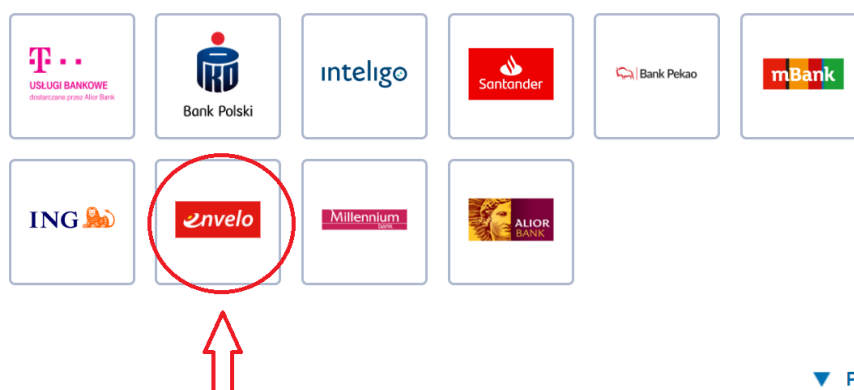 T··
USŁUGI BANKOWE
dostarczane przez Alior Bank
PKO
Bank Polski
inteligo
Santander
Bank Pekao
mBank
ING
envelo
Millennium
bank
ALIOR
BANK